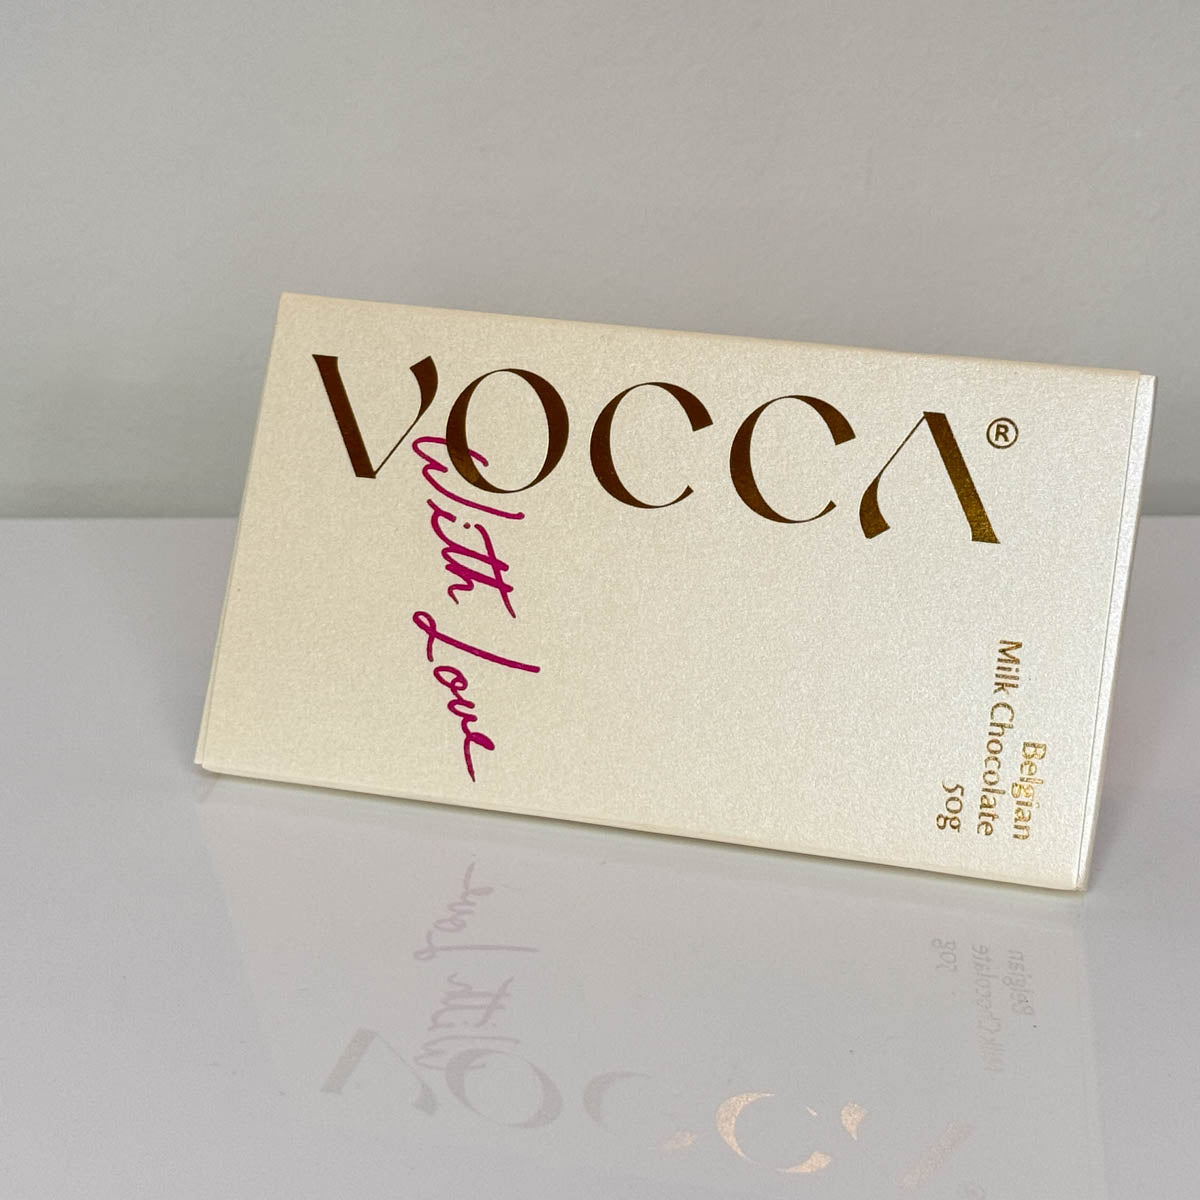 VOCCA®
With Love
Belgian
Milk Chocolate
50g